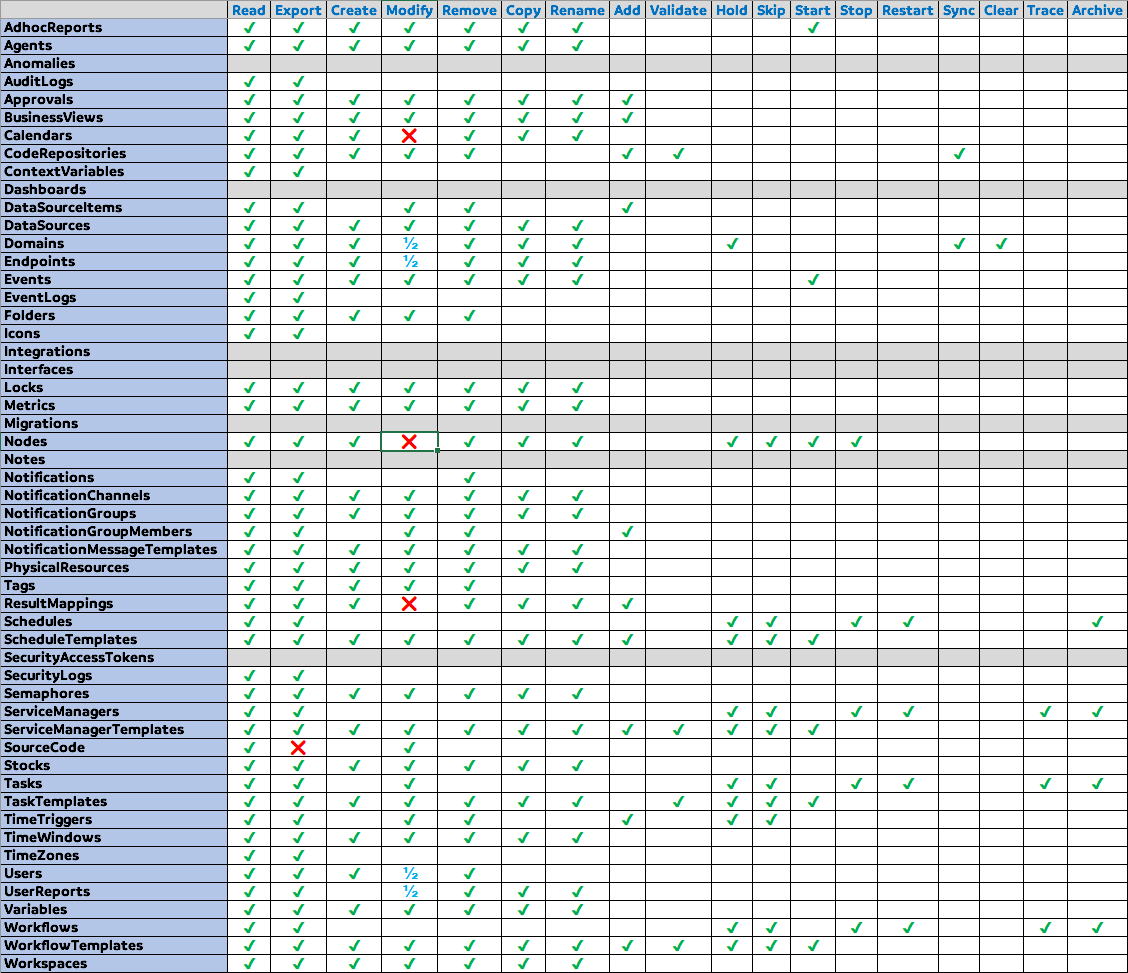 Read Export Create Modify Remove Copy Rename Add Validate Hold Skip Start Stop Restart Sync Clear Trace Archive
AdhocReports ✓ ✓ ✓ ✓ ✓ ✓ ✓ ✓
Agents ✓ ✓ ✓ ✓ ✓ ✓ ✓
Anomalies
AuditLogs ✓ ✓
Approvals ✓ ✓ ✓ ✓ ✓ ✓ ✓ ✓
BusinessViews ✓ ✓ ✓ ✓ ✓ ✓ ✓ ✓
Calendars ✓ ✓ ✓ ✗ ✓ ✓ ✓
CodeRepositories ✓ ✓ ✓ ✓ ✓ ✓ ✓ ✓
ContextVariables ✓ ✓
Dashboards
DataSourceItems ✓ ✓ ✓ ✓ ✓
DataSources ✓ ✓ ✓ ✓ ✓ ✓ ✓
Domains ✓ ✓ ✓ ½ ✓ ✓ ✓ ✓ ✓ ✓
Endpoints ✓ ✓ ✓ ½ ✓ ✓ ✓
Events ✓ ✓ ✓ ✓ ✓ ✓ ✓ ✓
EventLogs ✓ ✓
Folders ✓ ✓ ✓ ✓ ✓
Icons ✓ ✓
Integrations
Interfaces
Locks ✓ ✓ ✓ ✓ ✓ ✓ ✓
Metrics ✓ ✓ ✓ ✓ ✓ ✓ ✓
Migrations
Nodes ✓ ✓ ✓ ✗ ✓ ✓ ✓ ✓ ✓ ✓ ✓
Notes
Notifications ✓ ✓ ✓
NotificationChannels ✓ ✓ ✓ ✓ ✓ ✓ ✓
NotificationGroups ✓ ✓ ✓ ✓ ✓ ✓ ✓
NotificationGroupMembers ✓ ✓ ✓ ✓ ✓
NotificationMessageTemplates ✓ ✓ ✓ ✓ ✓ ✓ ✓
PhysicalResources ✓ ✓ ✓ ✓ ✓ ✓ ✓
Tags ✓ ✓ ✓ ✓ ✓
ResultMappings ✓ ✓ ✓ ✗ ✓ ✓ ✓ ✓
Schedules ✓ ✓ ✓ ✓ ✓ ✓ ✓
ScheduleTemplates ✓ ✓ ✓ ✓ ✓ ✓ ✓ ✓ ✓ ✓ ✓
SecurityAccessTokens
SecurityLogs ✓ ✓
Semaphores ✓ ✓ ✓ ✓ ✓ ✓ ✓
ServiceManagers ✓ ✓ ✓ ✓ ✓ ✓ ✓ ✓
ServiceManagerTemplates ✓ ✓ ✓ ✓ ✓ ✓ ✓ ✓ ✓ ✓ ✓ ✓
SourceCode ✓ ✗ ✓
Stocks ✓ ✓ ✓ ✓ ✓ ✓ ✓
Tasks ✓ ✓ ✓ ✓ ✓ ✓ ✓ ✓ ✓
TaskTemplates ✓ ✓ ✓ ✓ ✓ ✓ ✓ ✓ ✓ ✓ ✓
TimeTriggers ✓ ✓ ✓ ✓ ✓ ✓ ✓
TimeWindows ✓ ✓ ✓ ✓ ✓ ✓ ✓
TimeZones ✓ ✓
Users ✓ ✓ ✓ ½ ✓
UserReports ✓ ✓ ½ ✓ ✓ ✓
Variables ✓ ✓ ✓ ✓ ✓ ✓ ✓
Workflows ✓ ✓ ✓ ✓ ✓ ✓ ✓ ✓
WorkflowTemplates ✓ ✓ ✓ ✓ ✓ ✓ ✓ ✓ ✓ ✓ ✓ ✓
Workspaces ✓ ✓ ✓ ✓ ✓ ✓ ✓